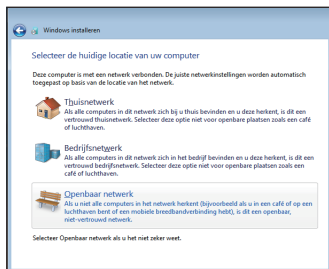 Windows installeren
Selecteer de huidige locatie van uw computer
Deze computer is met een netwerk verbonden. De juiste netwerkinstellingen worden automatisch
toegepast op basis van de locatie van het netwerk.
Thuisnetwerk
Als alle computers in dit netwerk zich bij u thuis bevinden en u deze herkent, is dit een
vertrouwd thuisnetwerk. Selecteer deze optie niet voor openbare plaatsen zoals een café
of luchthaven.
Bedrijfsnetwerk
Als alle computers in dit netwerk zich in het bedrijf bevinden en u deze herkent, is dit een
vertrouwd bedrijfsnetwerk. Selecteer deze optie niet voor openbare plaatsen zoals een
café of luchthaven.
Openbaar netwerk
Als u niet alle computers in het netwerk herkent (bijvoorbeeld als u in een café of op een
luchthaven bent of een mobiele breedbandverbinding hebt), is dit een openbaar,
niet-vertrouwd netwerk.
Selecteer Openbaar netwerk als u het niet zeker weet.